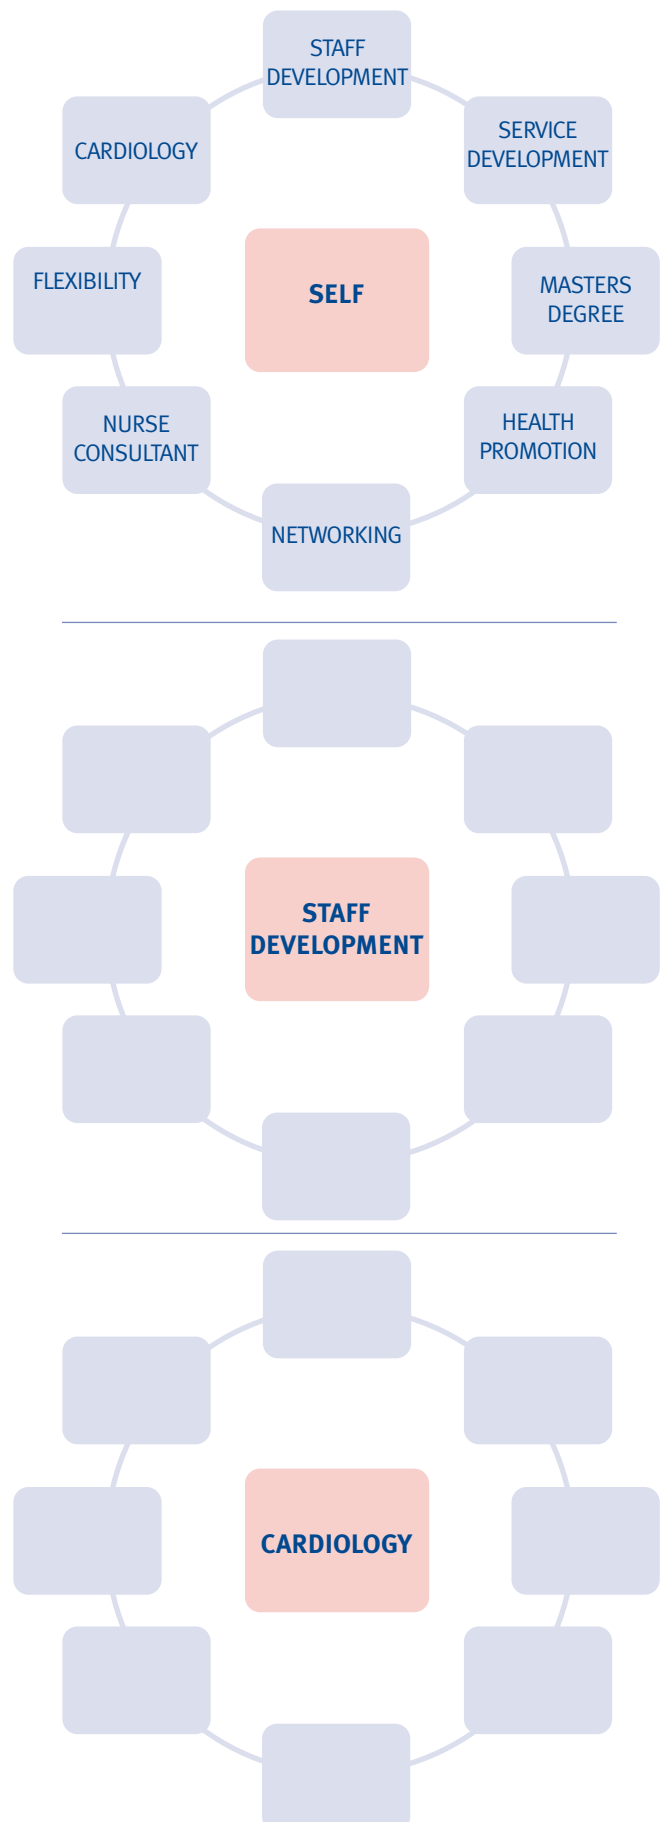 STAFF
DEVELOPMENT
SERVICE
DEVELOPMENT
CARDIOLOGY
FLEXIBILITY
SELF
MASTERS
DEGREE
NURSE
CONSULTANT
HEALTH
PROMOTION
NETWORKING
STAFF
DEVELOPMENT
CARDIOLOGY